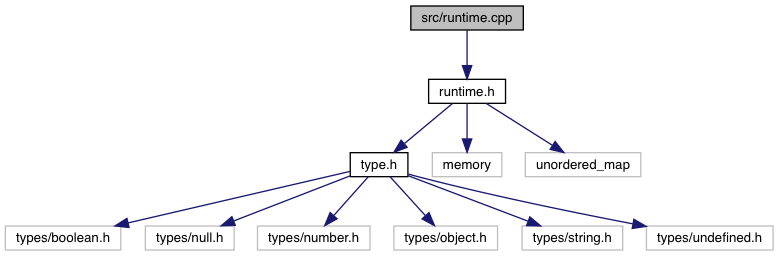 src/runtime.cpp
runtime.h
type.h
memory
unordered_map
types/boolean.h
types/null.h
types/number.h
types/object.h
types/string.h
types/undefined.h